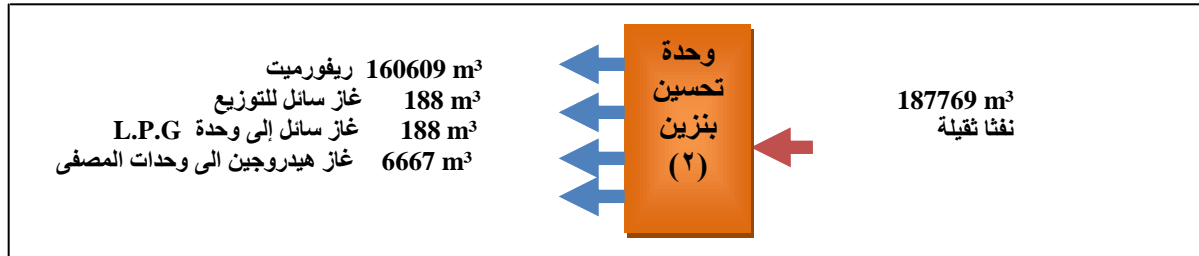 187769 m³
نفثا ثقيلة
وحدة
تحسين
بنزين
(٢)
160609 m³ ريفورميت
188 m³ غاز سائل للتوزيع
188 m³ غاز سائل إلى وحدة L.P.G
6667 m³ غاز هيدروجين الى وحدات المصفى